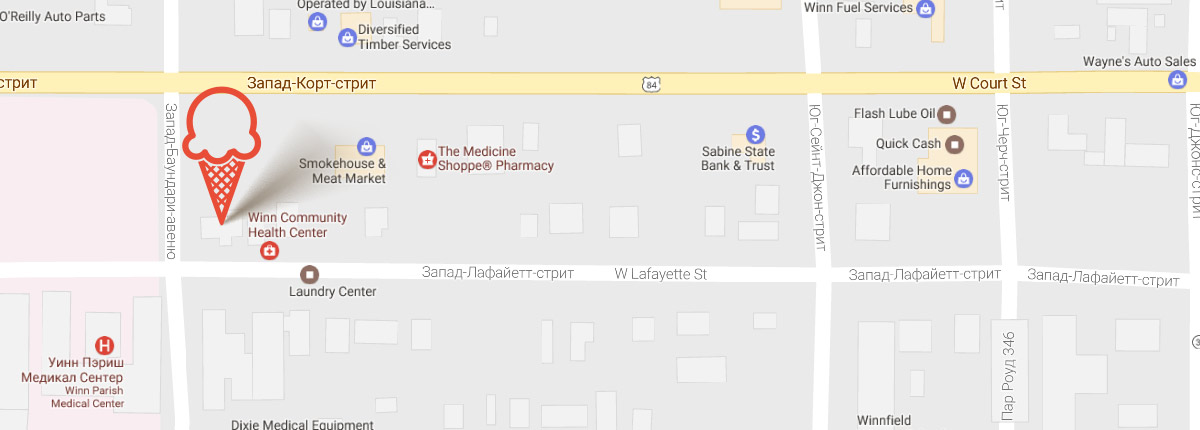 Operated by Louisiana...
Winn Fuel Services
O'Reilly Auto Parts
Diversified
Timber Services
Wayne's Auto Sales
стрит
Запад-Корт-стрит
84
W Court St
Запад-Баундари-авеню
Юг-Сейнт-Джон-стрит
Юг-Черч-стрит
Юг-Джонс-стрит
Flash Lube Oil
Quick Cash
Affordable Home
Furnishings
The Medicine
Shoppe® Pharmacy
Smokehouse &
Meat Market
Sabine State
Bank & Trust
$
Winn Community
Health Center
Запад-Лафайетт-стрит
W Lafayette St
Запад-Лафайетт-стрит
Запад-Лафайетт-стрит
Laundry Center
H
Уинн Пэриш
Медикал Сентер
Winn Parish
Medical Center
Пар Роуд 346
Dixie Medical Equipment
Winnfield